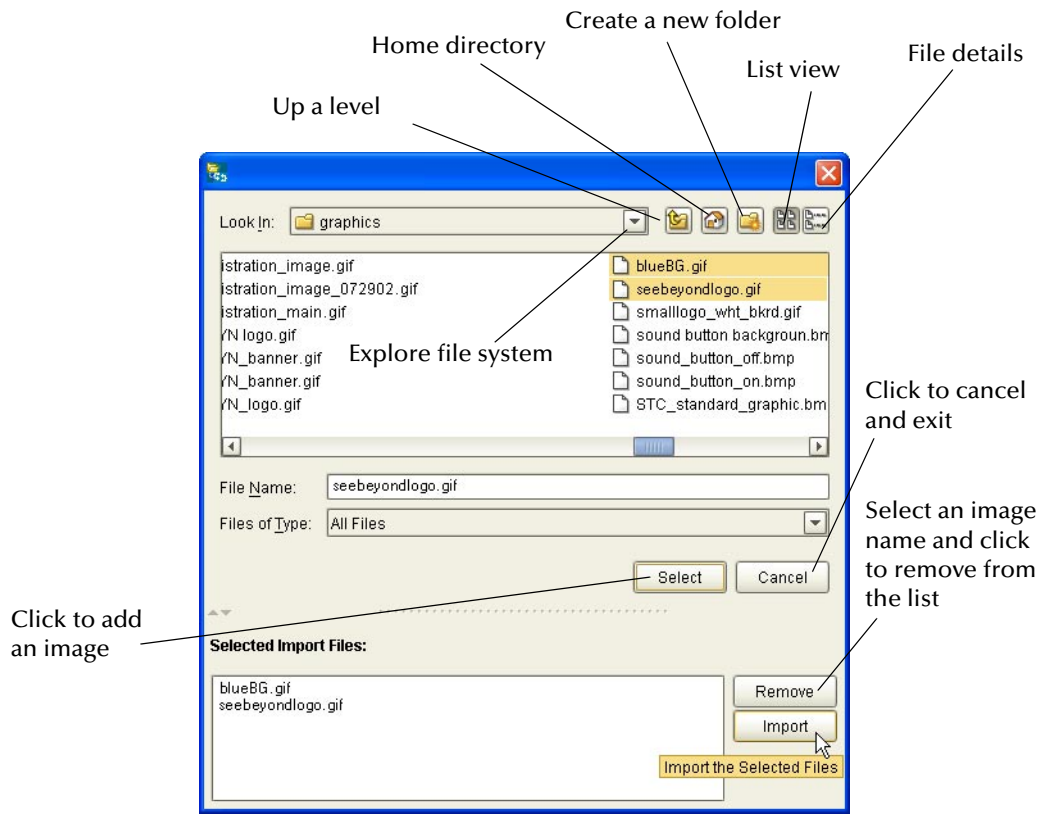 Create a new folder
Home directory
File details
List view
Up a level
Look In:
graphics
istration_image.gif
istration_image_072902.gif
istration_main.gif
YN logo.gif
YN_banner.gif
YN_banner.gif
YN_logo.gif
blueBG.gif
seebeyondlogo.gif
smalllogo_wht_bkrd.gif
sound button backgroun.bm
sound_button_off.bmp
sound_button_on.bmp
STC_standard_graphic.bm
Explore file system
Click to cancel
and exit
File Name:
seebeyondlogo.gif
Files of Type:
All Files
Select an image
name and click
to remove from
the list
Select
Cancel
Click to add
an image
Selected Import Files:
blueBG.gif
seebeyondlogo.gif
Remove
Import
Import the Selected Files